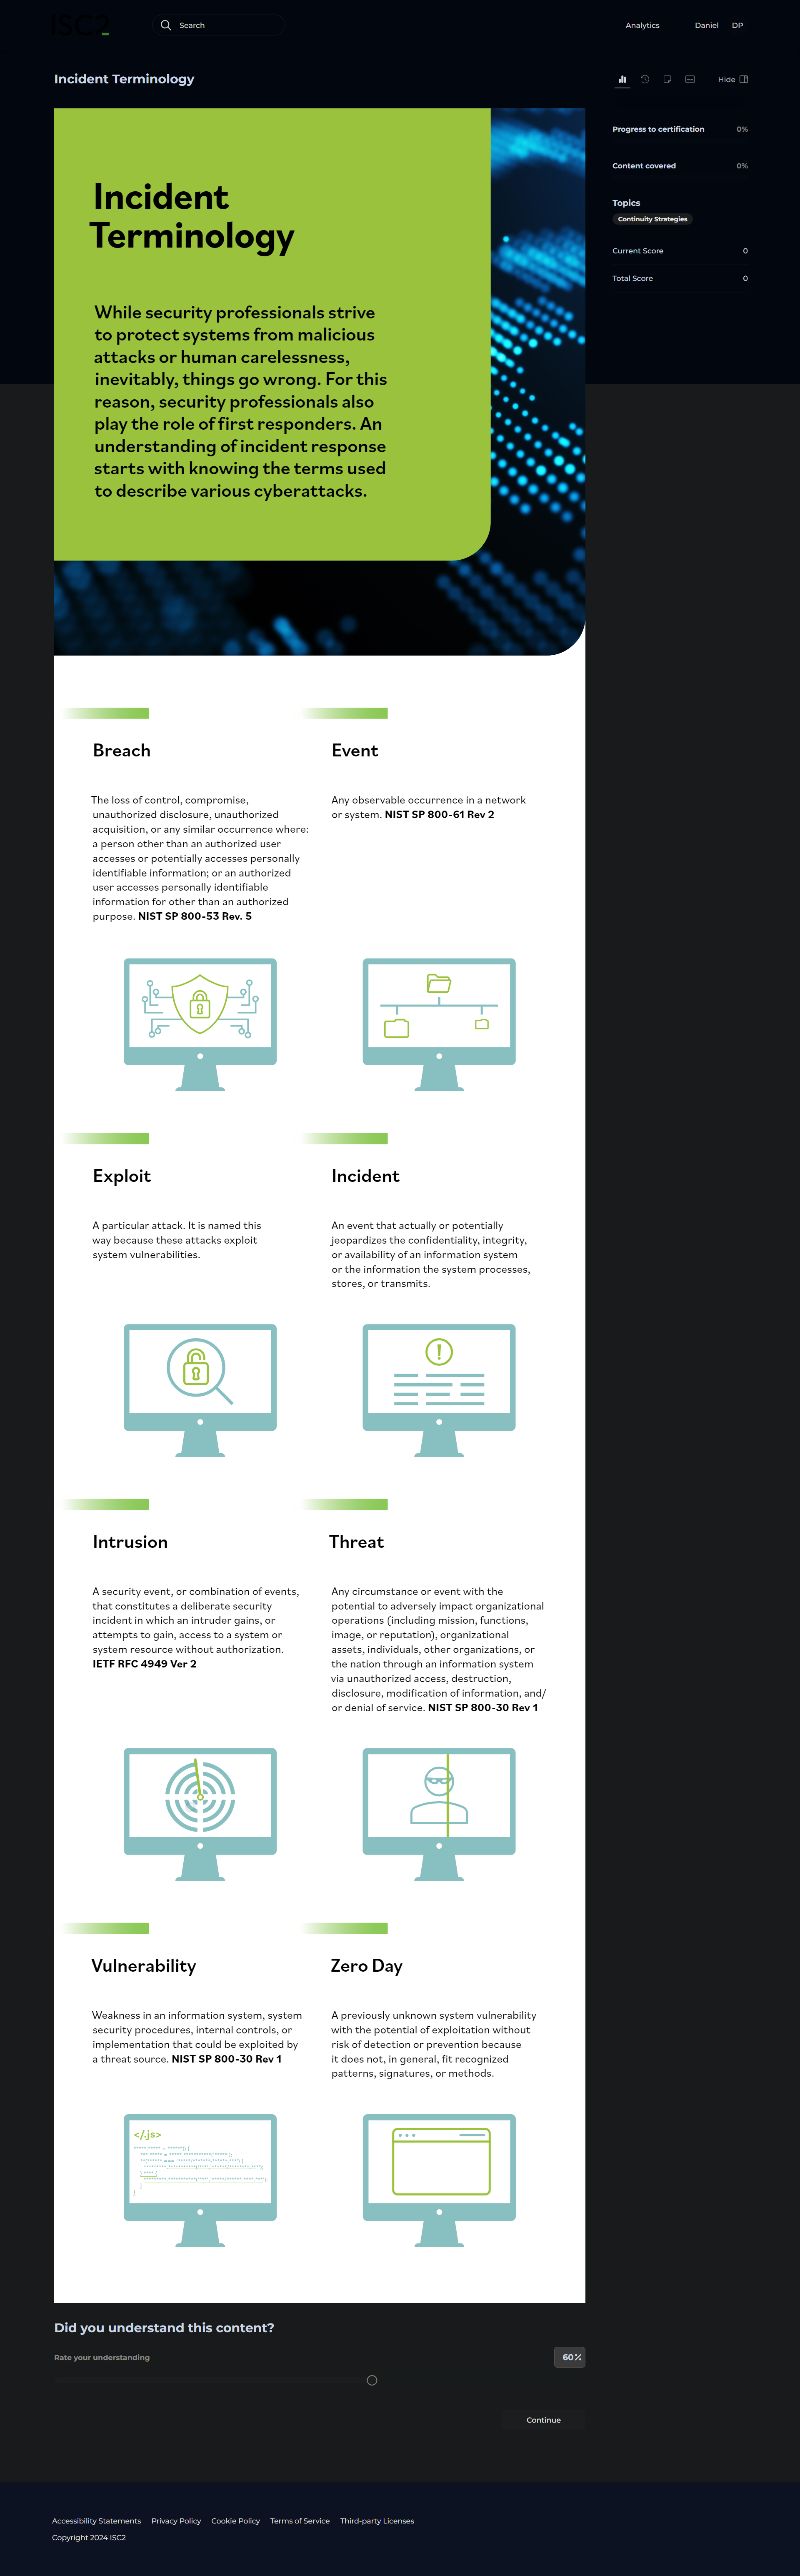 ISC2
Search
Analytics
Daniel
DP
Incident Terminology
Hide
Incident
Terminology
While security professionals strive
to protect systems from malicious
attacks or human carelessness,
inevitably, things go wrong. For this
reason, security professionals also
play the role of first responders. An
understanding of incident response
starts with knowing the terms used
to describe various cyberattacks.
Progress to certification 0%
Content covered 0%
Topics
Continuity Strategies
Current Score 0
Total Score 0
Breach
The loss of control, compromise,
unauthorized disclosure, unauthorized
acquisition, or any similar occurrence where:
a person other than an authorized user
accesses or potentially accesses personally
identifiable information; or an authorized
user accesses personally identifiable
information for other than an authorized
purpose. NIST SP 800-53 Rev. 5
Event
Any observable occurrence in a network
or system. NIST SP 800-61 Rev 2
Exploit
A particular attack. It is named this
way because these attacks exploit
system vulnerabilities.
Incident
An event that actually or potentially
jeopardizes the confidentiality, integrity,
or availability of an information system
or the information the system processes,
stores, or transmits.
Intrusion
A security event, or combination of events,
that constitutes a deliberate security
incident in which an intruder gains, or
attempts to gain, access to a system or
system resource without authorization.
IETF RFC 4949 Ver 2
Threat
Any circumstance or event with the
potential to adversely impact organizational
operations (including mission, functions,
image, or reputation), organizational
assets, individuals, other organizations, or
the nation through an information system
via unauthorized access, destruction,
disclosure, modification of information, and/
or denial of service. NIST SP 800-30 Rev 1
Vulnerability
Weakness in an information system, system
security procedures, internal controls, or
implementation that could be exploited by
a threat source. NIST SP 800-30 Rev 1
Zero Day
A previously unknown system vulnerability
with the potential of exploitation without
risk of detection or prevention because
it does not, in general, fit recognized
patterns, signatures, or methods.
</.js>
Did you understand this content?
Rate your understanding
60%
Continue
Accessibility Statements Privacy Policy Cookie Policy Terms of Service Third-party Licenses
Copyright 2024 ISC2